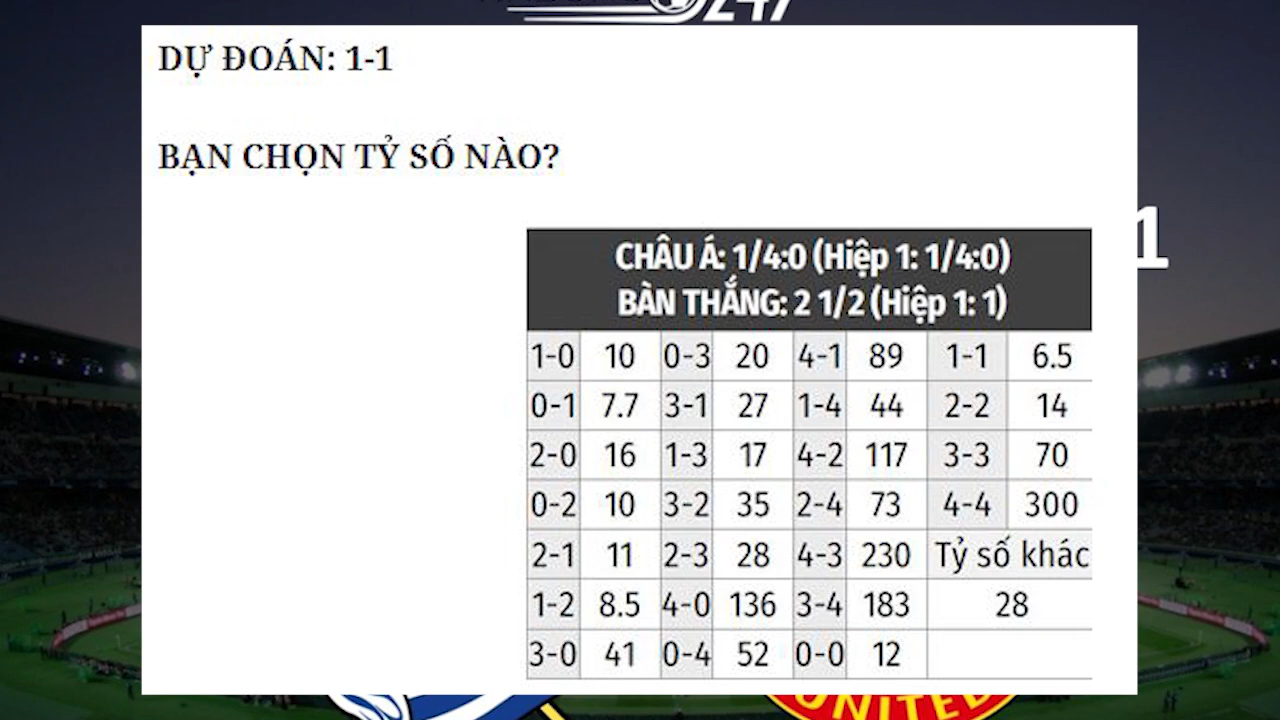 247
DỰ ĐOÁN: 1-1
BẠN CHỌN TỶ SỐ NÀO?
1
CHÂU Á: 1/4:0 (Hiệp 1: 1/4:0)
BÀN THẮNG: 2 1/2 (Hiệp 1: 1)
1-0 10 0-3 20 4-1 89 1-1 6.5
0-1 7.7 3-1 27 1-4 44 2-2 14
2-0 16 1-3 17 4-2 117 3-3 70
0-2 10 3-2 35 2-4 73 4-4 300
2-1 11 2-3 28 4-3 230 Tỷ số khác
1-2 8.5 4-0 136 3-4 183 28
3-0 41 0-4 52 0-0 12
UNITED